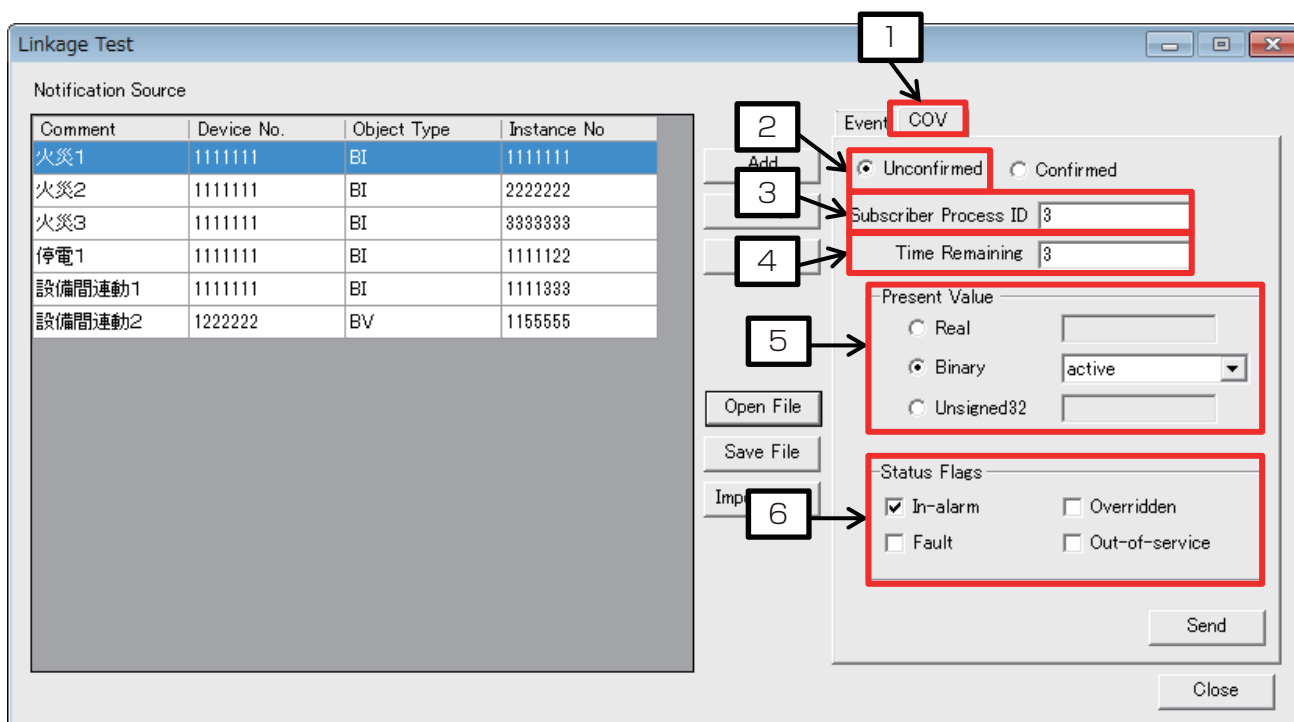 Linkage Test
1
Notification Source
Comment Device No. Object Type Instance No
火災1 1111111 BI 1111111
火災2 1111111 BI 2222222
火災3 1111111 BI 3333333
停電1 1111111 BI 1111122
設備間連動1 1111111 BI 1111333
設備間連動2 1222222 BV 1155555
2
3
4
5
6
Add
Open File
Save File
Event COV
Unconfirmed Confirmed
Subscriber Process ID 3
Time Remaining 3
Present Value
Real
Binary active
Unsigned32
Status Flags
In-alarm Overridden
Fault Out-of-service
Send
Close